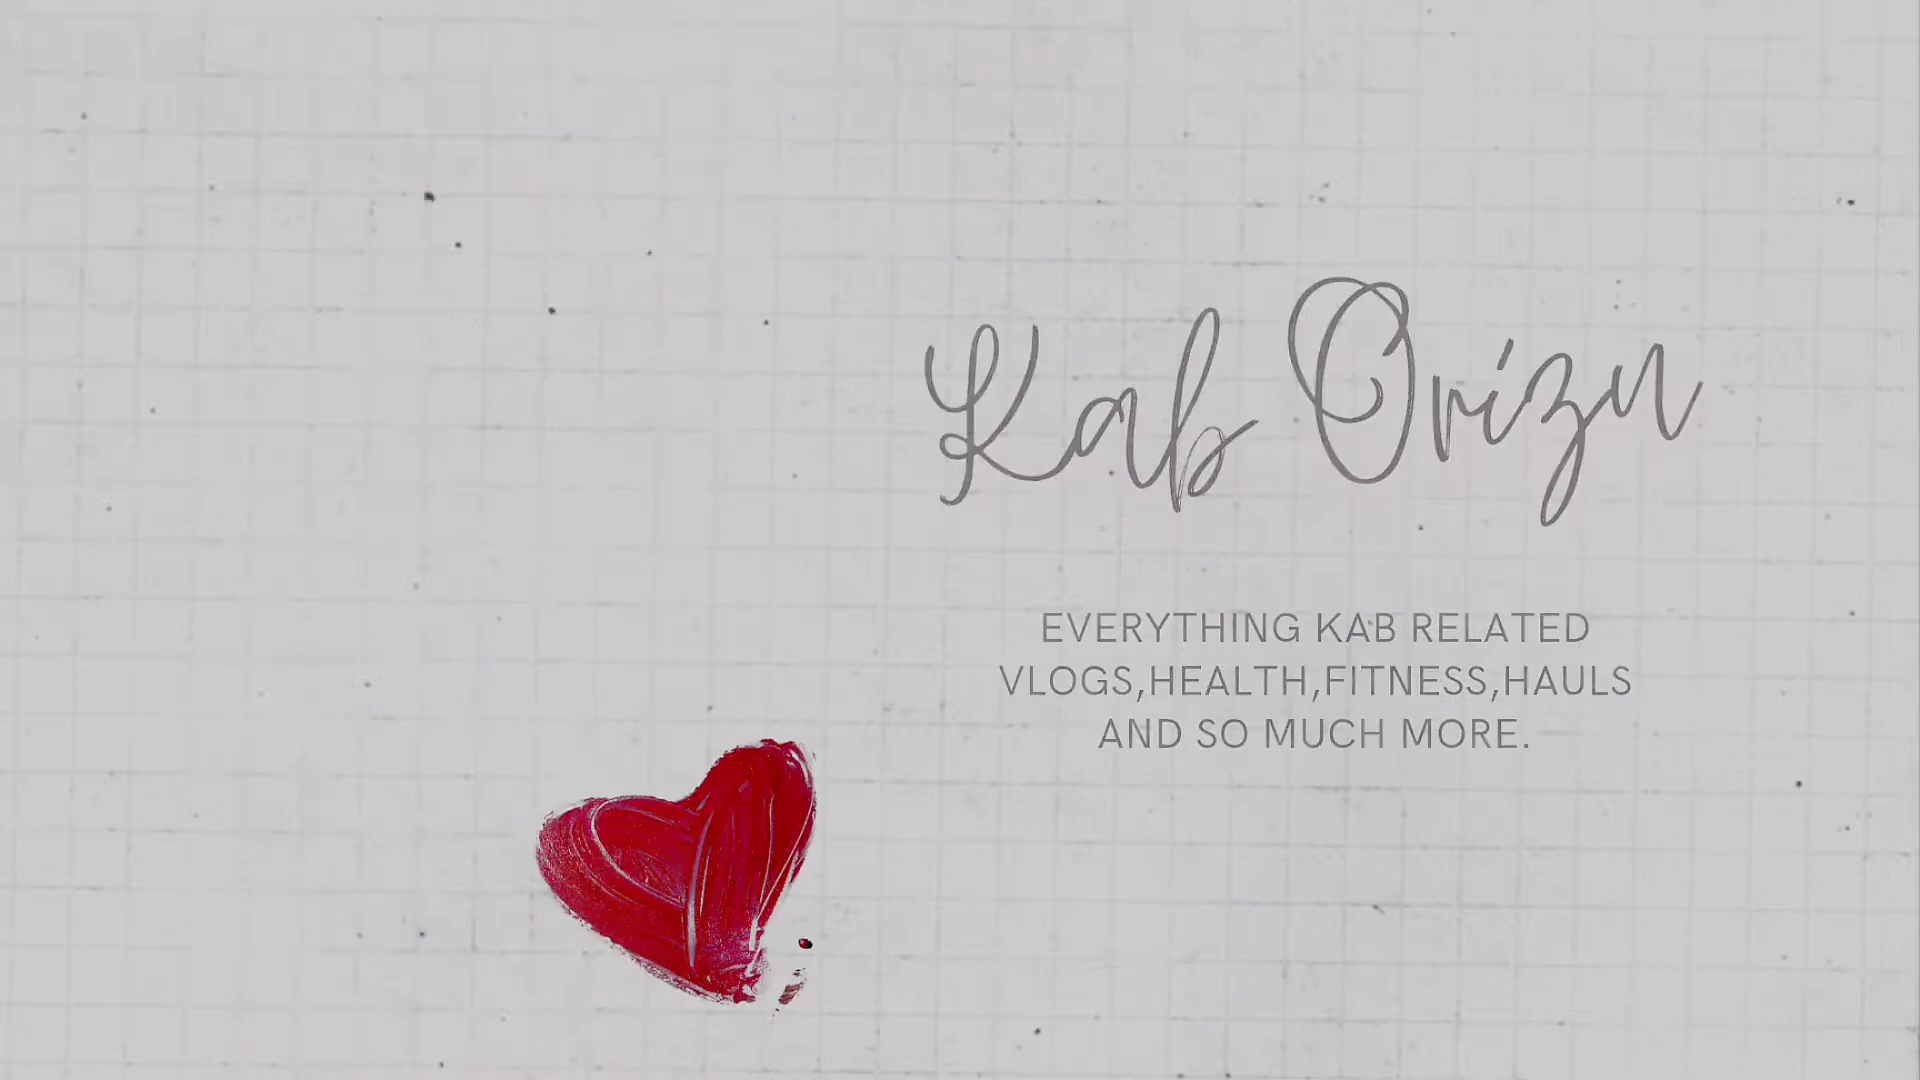 Kab Orizu
EVERYTHING KAB RELATED
VLOGS,HEALTH,FITNESS,HAULS
AND SO MUCH MORE.